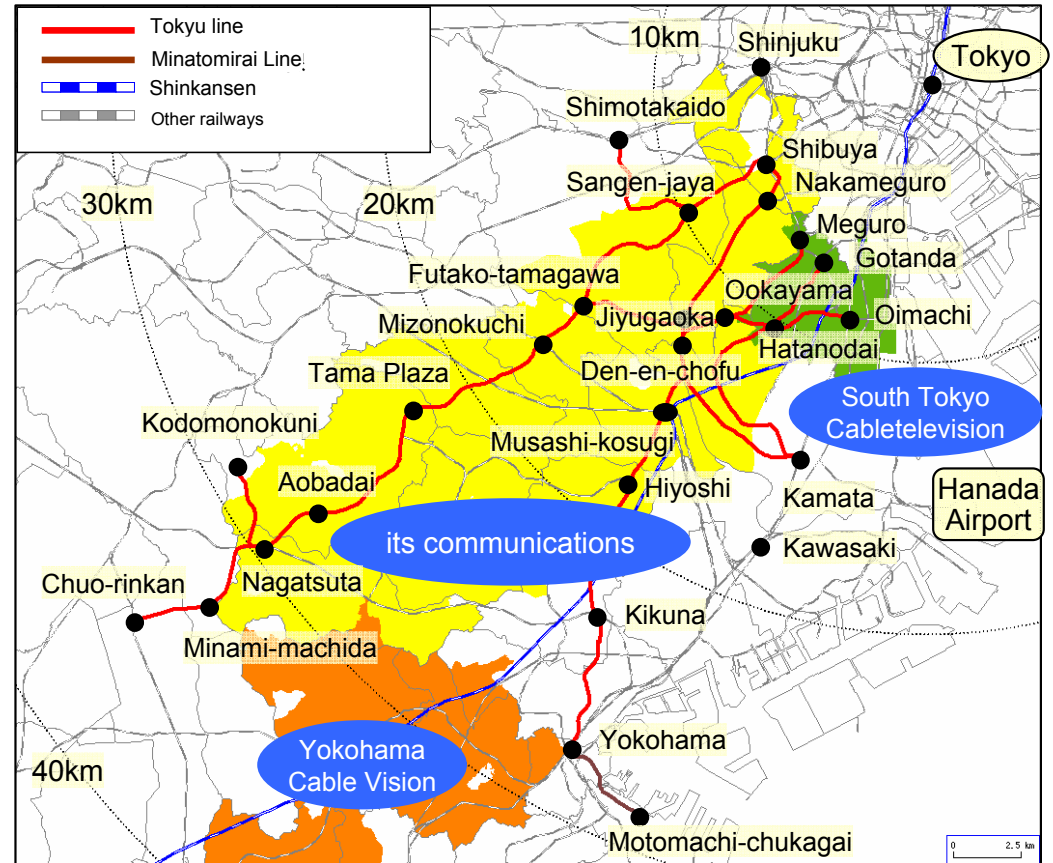 Tokyu line
Minatomirai Line
Shinkansen
Other railways
10km
Shinjuku
Tokyo
Shimotakaido
Shibuya
30km
20km
Sangen-jaya
Nakameguro
Meguro
Gotanda
Futako-tamagawa
Ookayama
Mizonokuchi
Jiyugaoka
Oimachi
Hatanodai
Tama Plaza
Den-en-chofu
South Tokyo
Cabletelevision
Kodomonokuni
Musashi-kosugi
Aobadai
Hiyoshi
Kamata
Hanada
Airport
its communications
Kawasaki
Chuo-rinkan
Nagatsuta
Kikuna
Minami-machida
Yokohama
Yokohama
Cable Vision
40km
Motomachi-chukagai
0 2.5 km